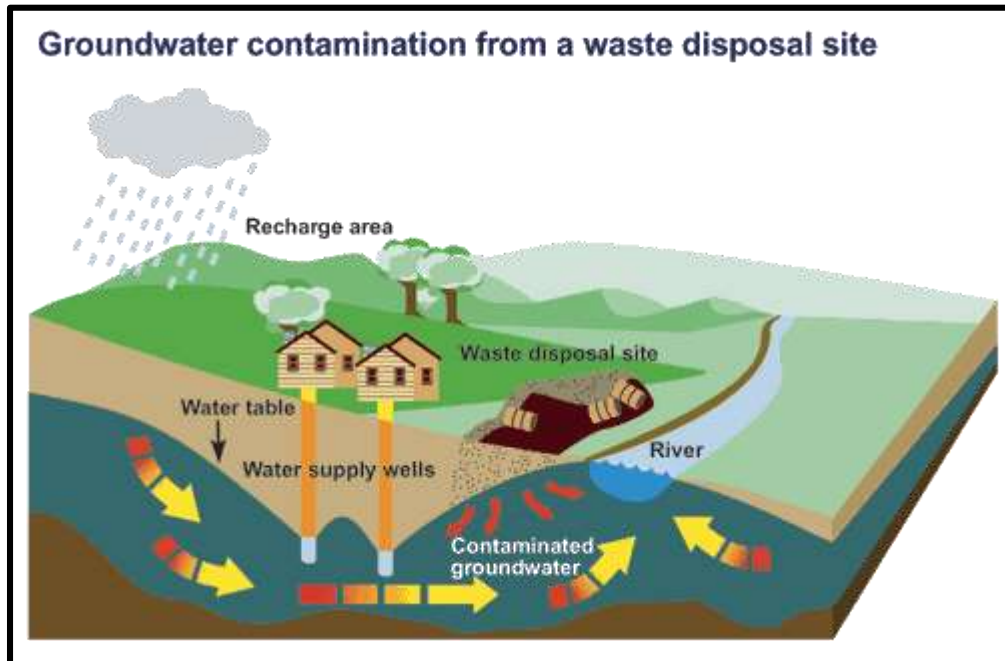 Groundwater contamination from a waste disposal site
Recharge area
Waste disposal site
Water table
River
Water supply wells
Contaminated
groundwater